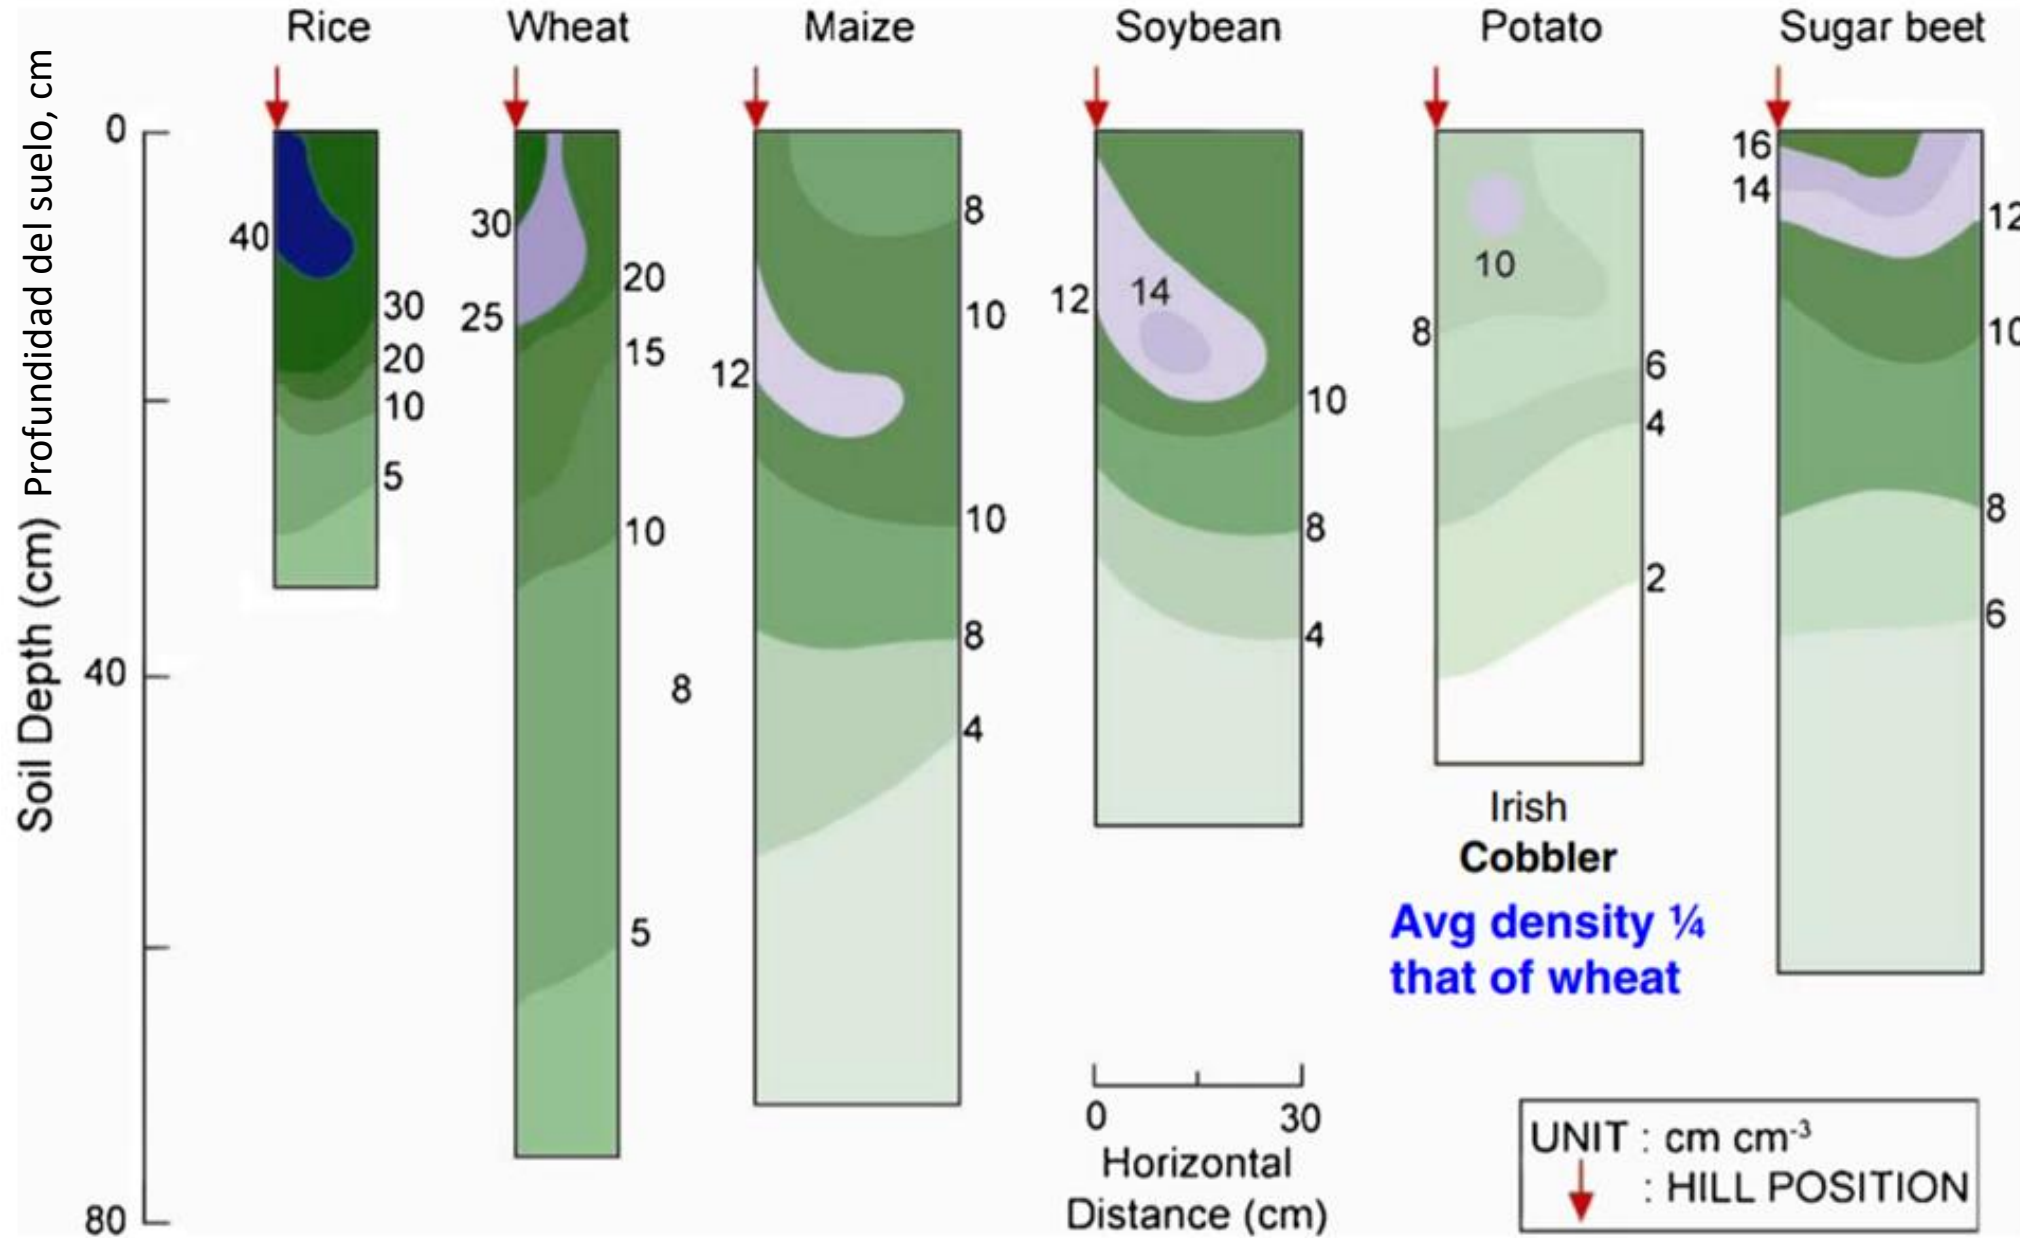 Rice
Wheat
Maize
Soybean
Potato
Sugar beet
Soil Depth (cm) Profundidad del suelo, cm
0
40
80
40
30
20
10
5
30
25
20
15
10
8
5
12
8
10
10
8
4
12
14
10
8
4
10
8
6
4
2
16
14
12
10
8
6
Irish
Cobbler
Avg density ¼
that of wheat
0 30
Horizontal
Distance (cm)
UNIT : cm cm⁻³
: HILL POSITION